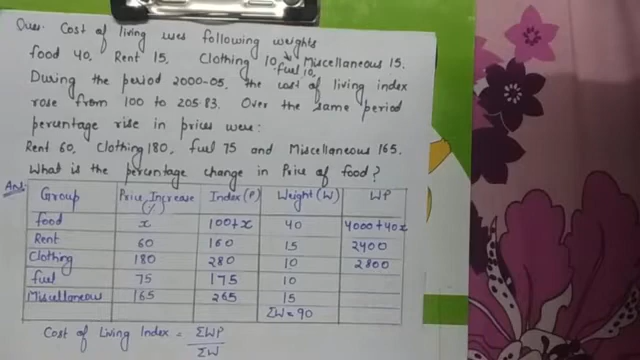 Ques: Cost of living uses following weights
food 40, Rent 15, Clothing 10, fuel 10, Miscellaneous 15.
During the period 2000-05, the cost of living index
rose from 100 to 205.83. Over the same period
percentage rise in prices were:
Rent 60, Clothing 180, fuel 75 and Miscellaneous 165.
What is the percentage change in Price of food?
Ans: Group Price Increase (%) Index (P) Weight (W) WP
food x 100+x 40 4000+40x
Rent 60 160 15 2400
Clothing 180 280 10 2800
fuel 75 175 10
Miscellaneous 165 265 15
ΣW = 90
Cost of Living Index = ΣWP
ΣW